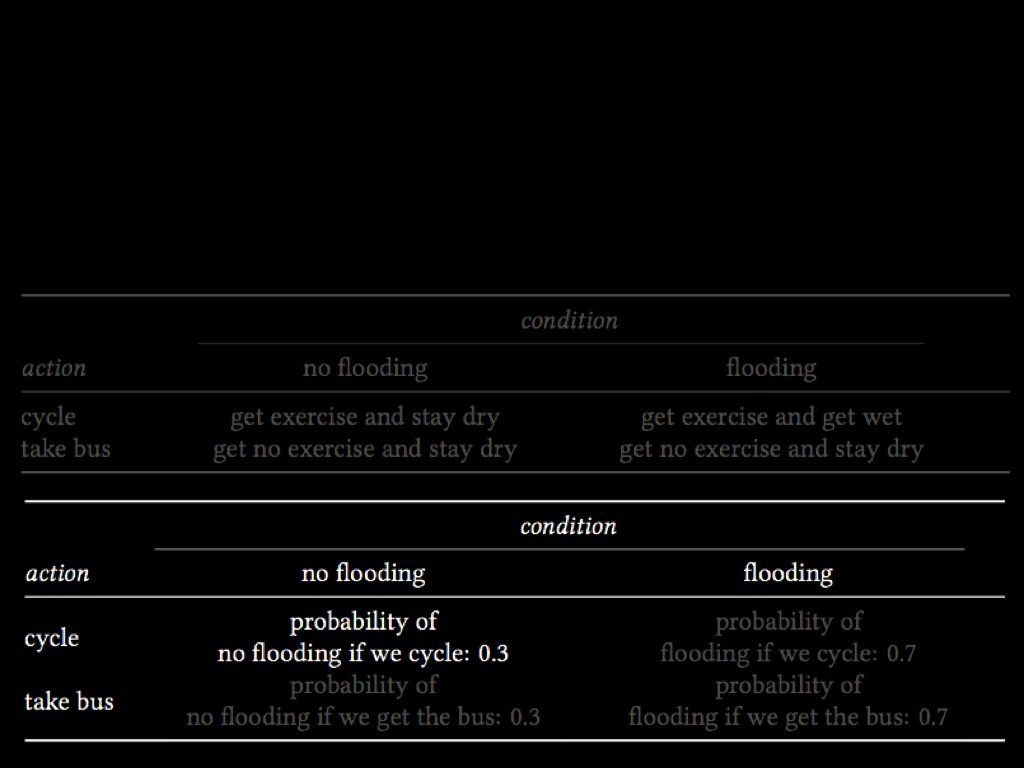 condition
action no flooding flooding
cycle get exercise and stay dry get exercise and get wet
take bus get no exercise and stay dry get no exercise and stay dry
condition
action no flooding flooding
cycle probability of no flooding if we cycle: 0.3 probability of flooding if we cycle: 0.7
take bus probability of no flooding if we get the bus: 0.3 probability of flooding if we get the bus: 0.7